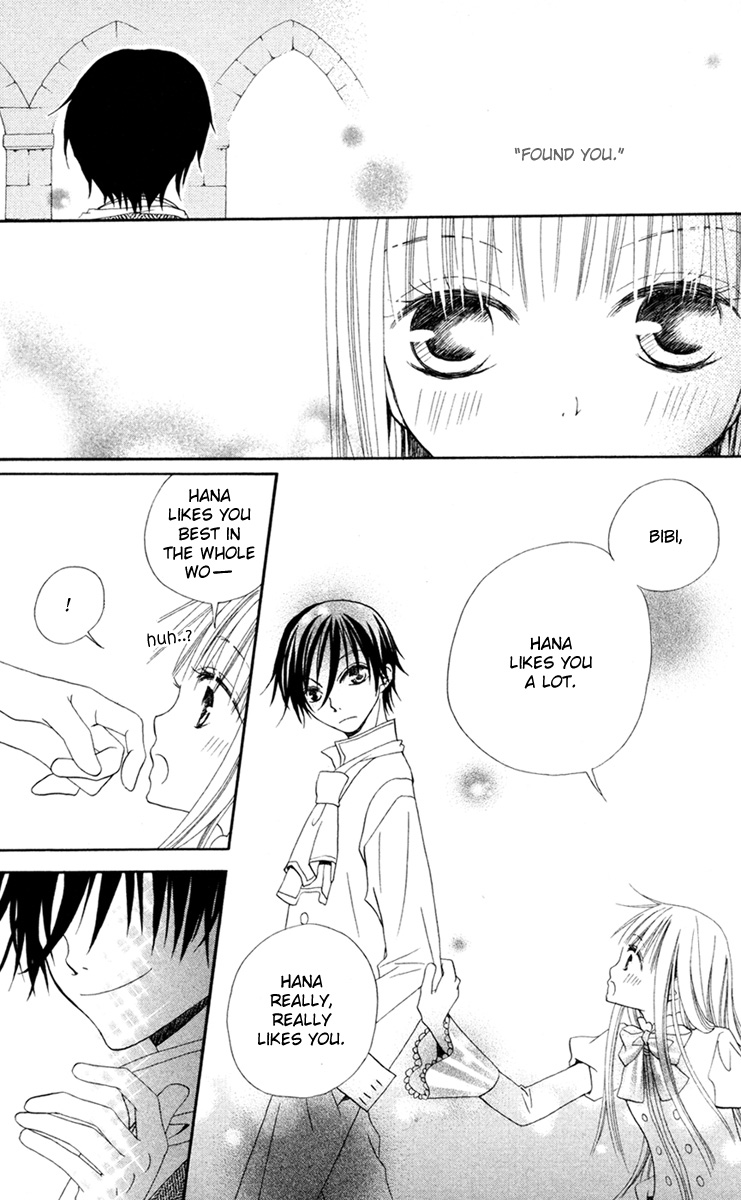 "FOUND YOU."
BIBI,
HANA
LIKES YOU
A LOT.
HANA
REALLY,
REALLY
LIKES YOU.
HANA
LIKES YOU
BEST IN
THE WHOLE
WO—
huh..?
!